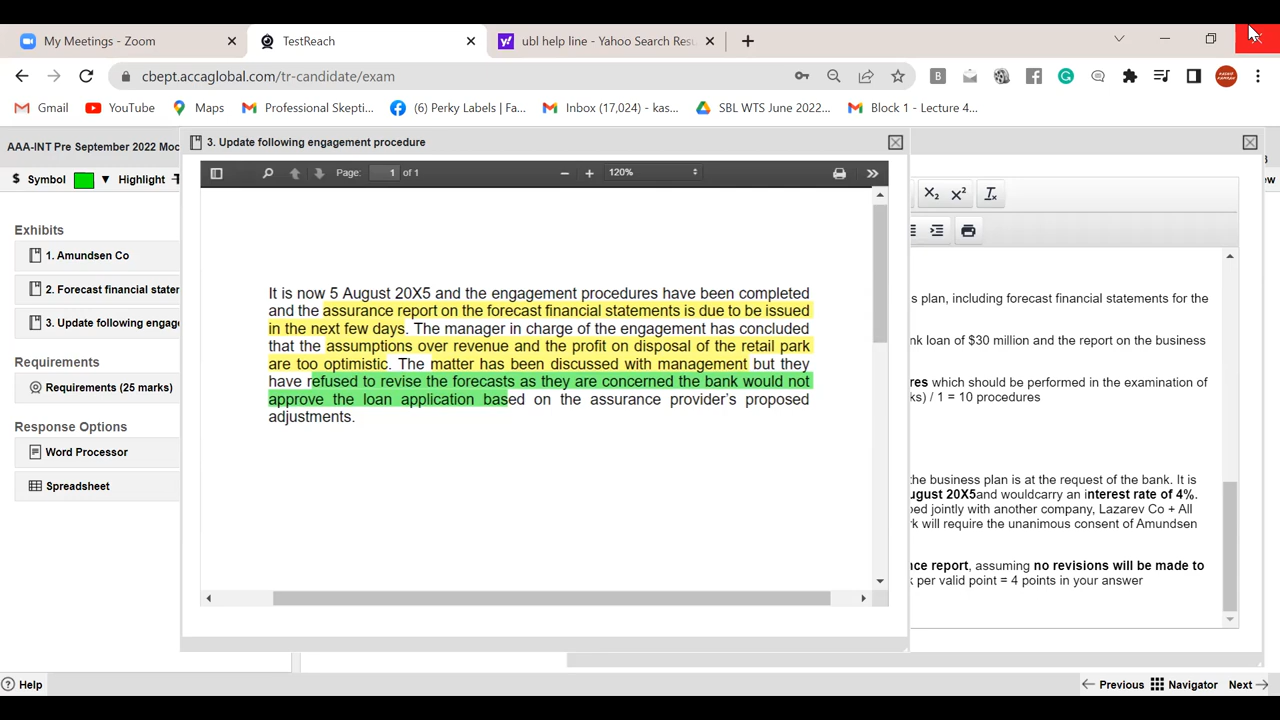 My Meetings - Zoom
TestReach
ubl help line - Yahoo Search Resu
cbept.accaglobal.com/tr-candidate/exam
Gmail
YouTube
Maps
Professional Skepti...
(6) Perky Labels | Fa...
Inbox (17,024) - kas...
SBL WTS June 2022...
Block 1 - Lecture 4...
AAA-INT Pre September 2022 Moc
3. Update following engagement procedure
$ Symbol
Highlight
Page: 1 of 1
120%
X₂ X² Tx
Exhibits
1. Amundsen Co
2. Forecast financial stater
3. Update following engag
Requirements
Requirements (25 marks)
Response Options
Word Processor
Spreadsheet
It is now 5 August 20X5 and the engagement procedures have been completed
and the assurance report on the forecast financial statements is due to be issued
in the next few days. The manager in charge of the engagement has concluded
that the assumptions over revenue and the profit on disposal of the retail park
are too optimistic. The matter has been discussed with management but they
have refused to revise the forecasts as they are concerned the bank would not
approve the loan application based on the assurance provider's proposed
adjustments.
s plan, including forecast financial statements for the
nk loan of $30 million and the report on the business
res which should be performed in the examination of
ks) / 1 = 10 procedures
the business plan is at the request of the bank. It is
ugust 20X5and wouldcarry an interest rate of 4%.
ped jointly with another company, Lazarev Co + All
rk will require the unanimous consent of Amundsen
nce report, assuming no revisions will be made to
k per valid point = 4 points in your answer
Help
Previous
Navigator
Next